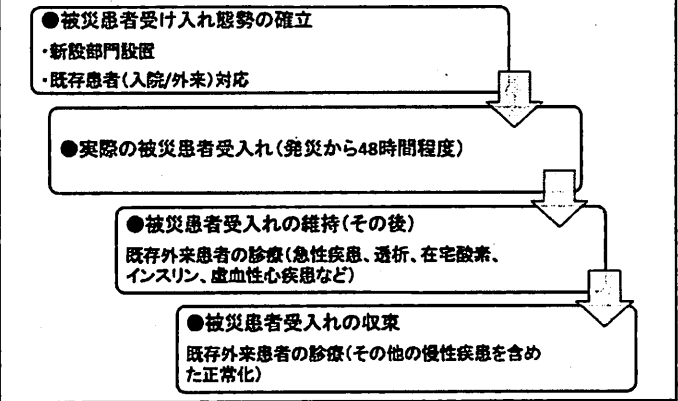 ●被災患者受け入れ態勢の確立
・新設部門設置
・既存患者(入院/外来)対応
●実際の被災患者受入れ(発災から48時間程度)
●被災患者受入れの維持(その後)
既存外来患者の診療(急性疾患、透析、在宅酸素、
インスリン、虚血性心疾患など)
●被災患者受入れの収束
既存外来患者の診療(その他の慢性疾患を含め
た正常化)